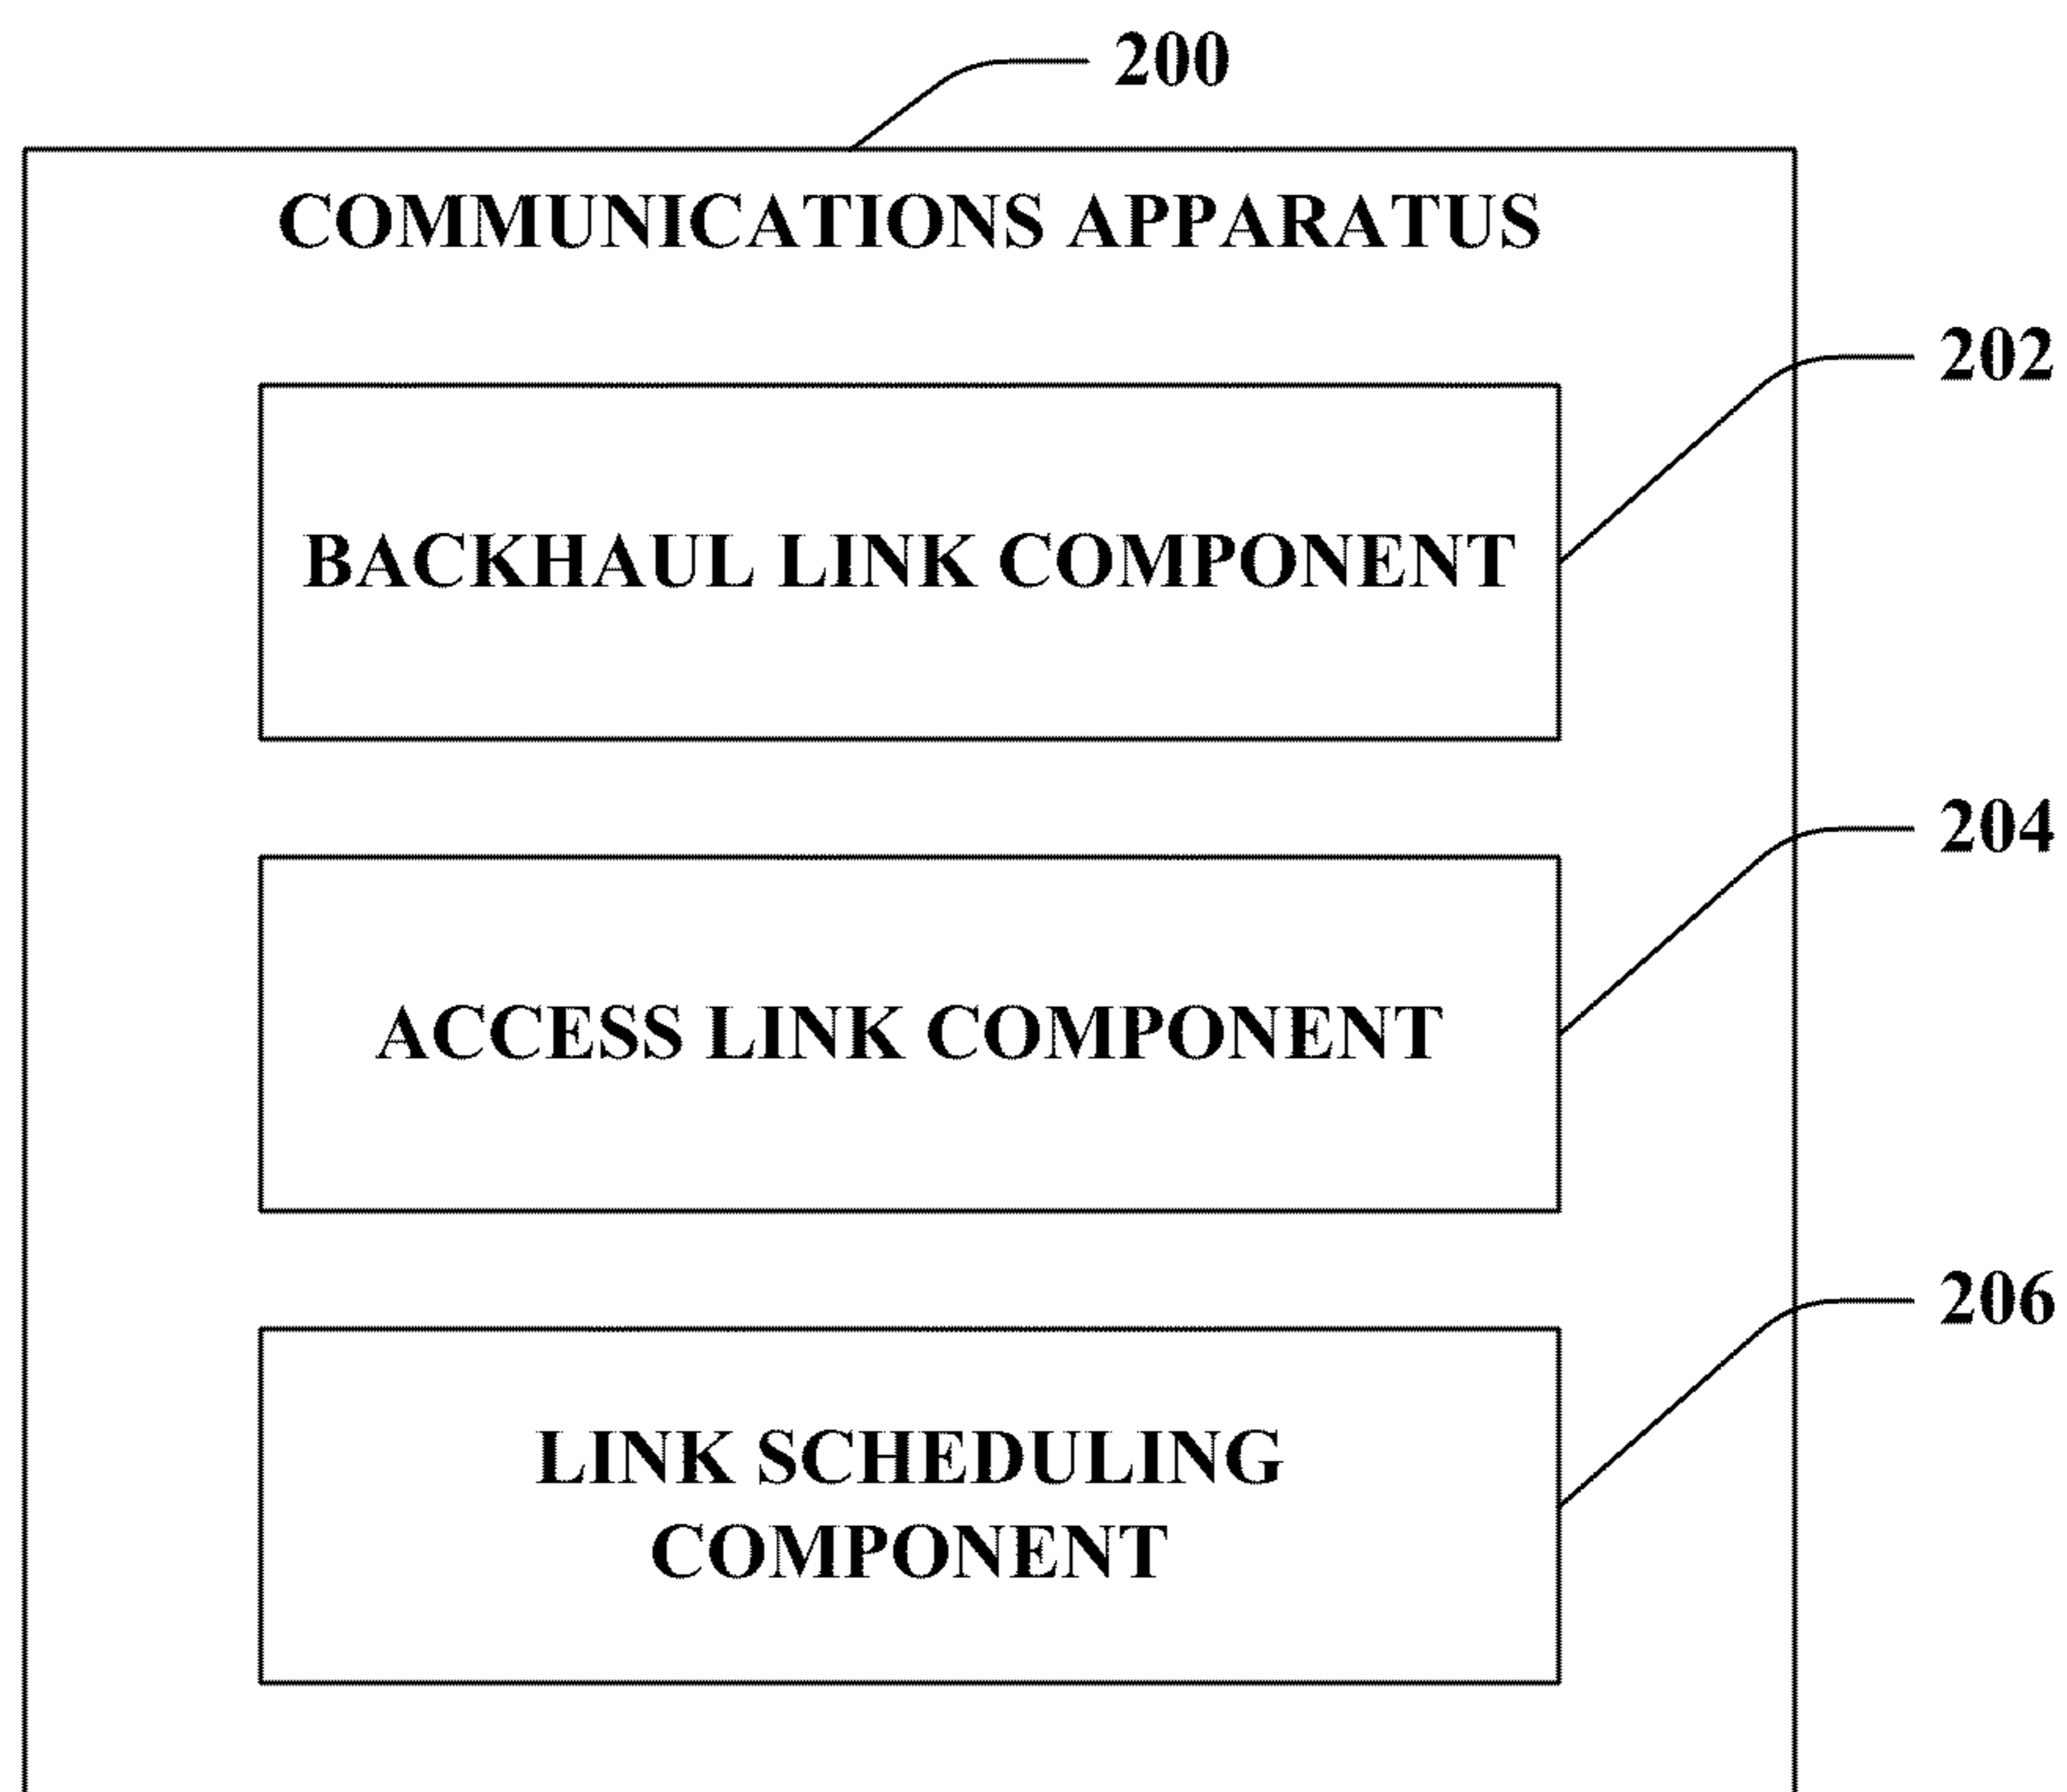 200
COMMUNICATIONS APPARATUS
202
BACKHAUL LINK COMPONENT
204
ACCESS LINK COMPONENT
206
LINK SCHEDULING
COMPONENT